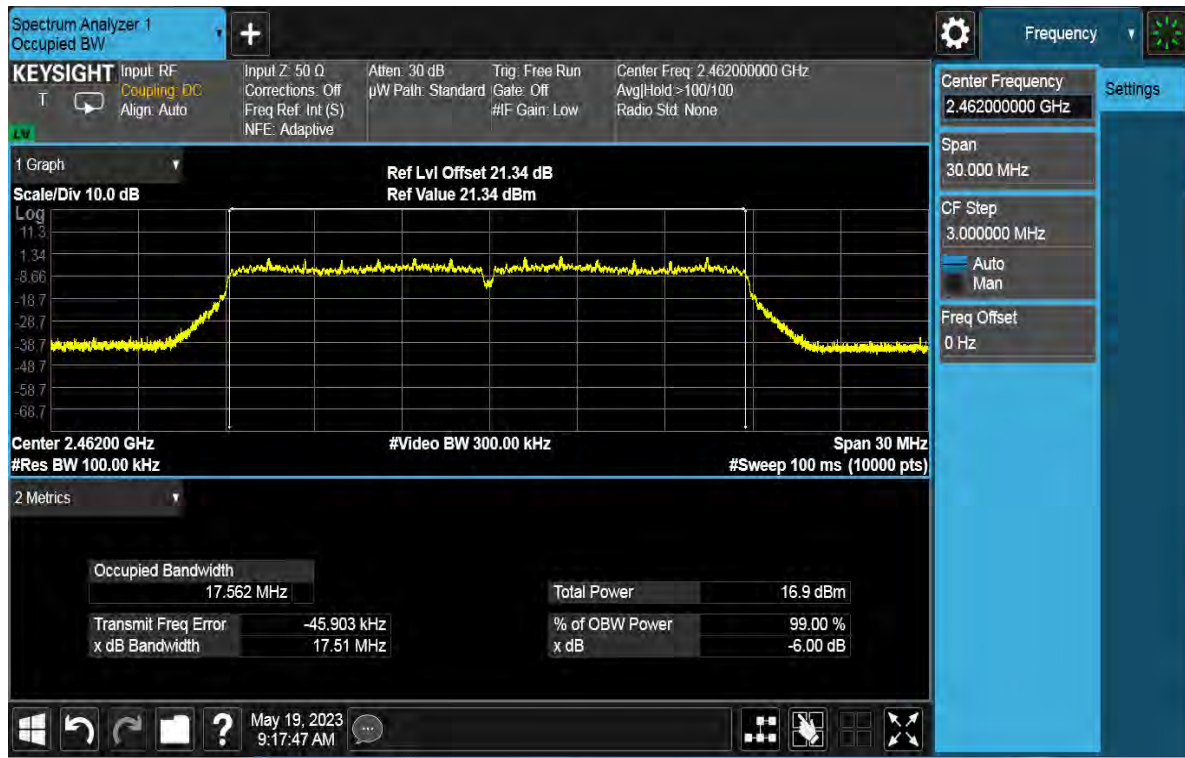 Spectrum Analyzer 1
Occupied BW
Frequency
KEYSIGHT
T
LV
Input: RF
Coupling: DC
Align: Auto
Input Z: 50 Ω
Corrections: Off
Freq Ref: Int (S)
NFE: Adaptive
Atten: 30 dB
µW Path: Standard
Trig: Free Run
Gate: Off
#IF Gain: Low
Center Freq: 2.462000000 GHz
Avg|Hold >100/100
Radio Std: None
1 Graph
Scale/Div 10.0 dB
Ref Lvl Offset 21.34 dB
Ref Value 21.34 dBm
Log
11.3
1.34
-8.66
-18.7
-28.7
-38.7
-48.7
-58.7
-68.7
Center 2.46200 GHz
#Video BW 300.00 kHz
Span 30 MHz
#Res BW 100.00 kHz
#Sweep 100 ms (10000 pts)
2 Metrics
Occupied Bandwidth
17.562 MHz
Total Power 16.9 dBm
Transmit Freq Error -45.903 kHz
% of OBW Power 99.00 %
x dB Bandwidth 17.51 MHz
x dB -6.00 dB
?
May 19, 2023
9:17:47 AM
Center Frequency
2.462000000 GHz
Settings
Span
30.000 MHz
CF Step
3.000000 MHz
Auto
Man
Freq Offset
0 Hz